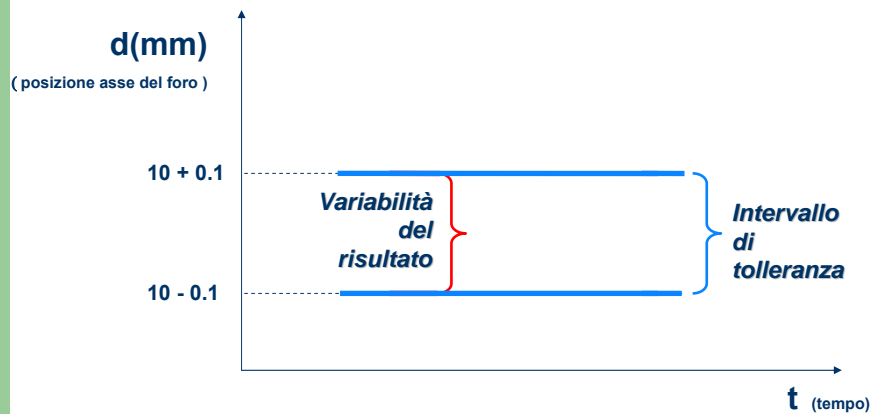 d(mm)
( posizione asse del foro )
10 + 0.1
Variabilità
del
risultato
Intervallo
di
tolleranza
10 - 0.1
t (tempo)